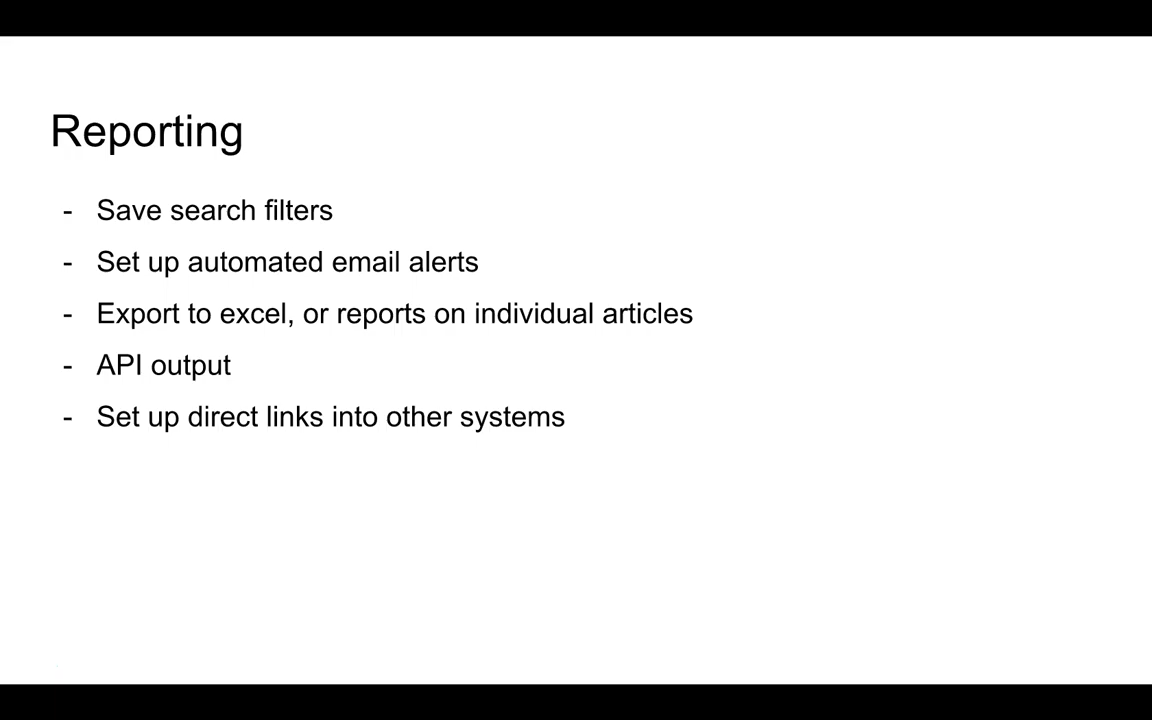 Reporting
- Save search filters
- Set up automated email alerts
- Export to excel, or reports on individual articles
- API output
- Set up direct links into other systems